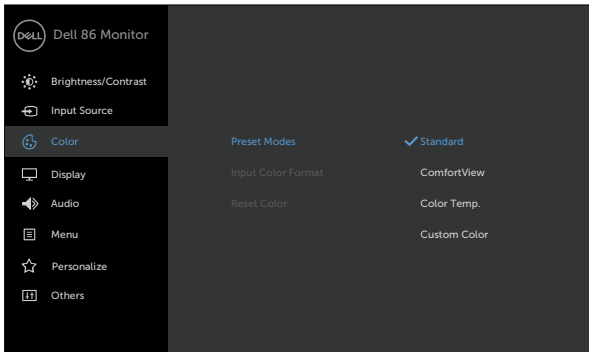 DELL Dell 86 Monitor
Brightness/Contrast
Input Source
Color Preset Modes Standard
Display Input Color Format ComfortView
Audio Reset Color Color Temp.
Menu Custom Color
Personalize
Others